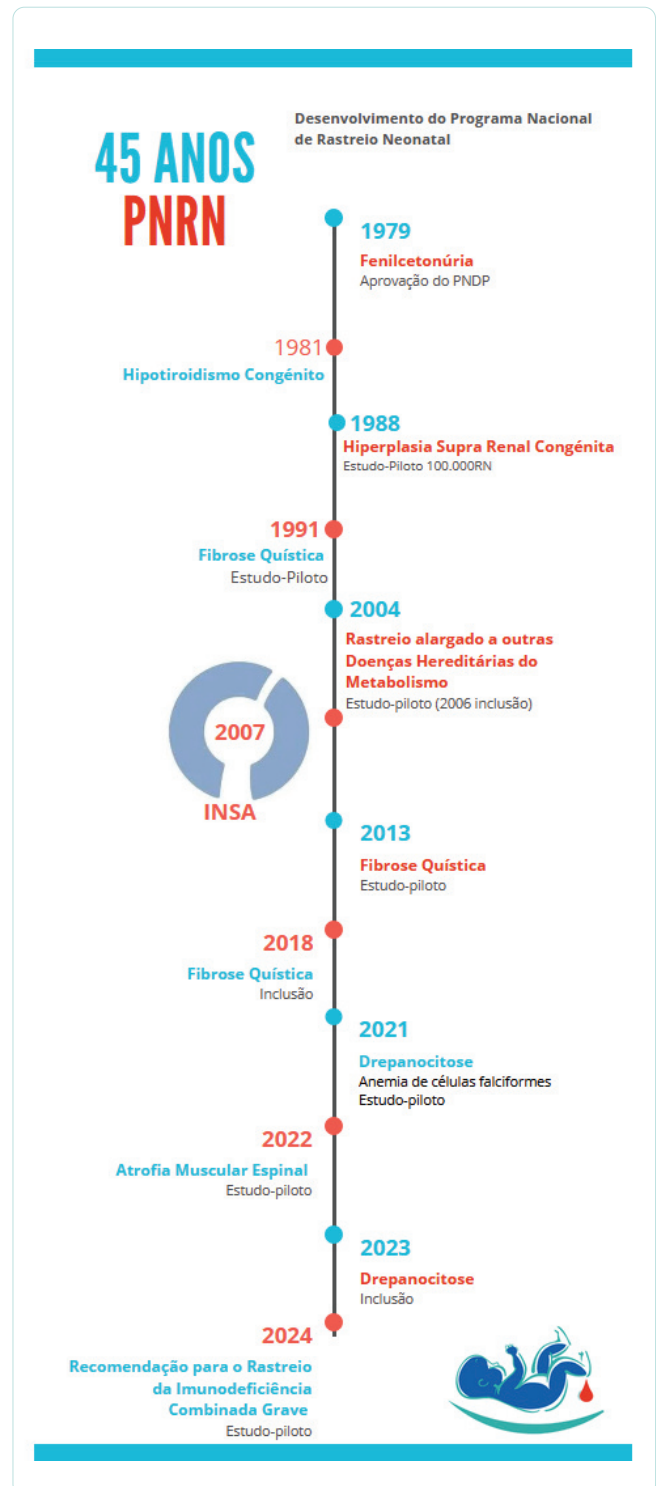 45 ANOS
PNRN
Desenvolvimento do Programa Nacional
de Rastreio Neonatal
1979
Fenilcetonúria
Aprovação do PNDP
1981
Hipotiroidismo Congénito
1988
Hiperplasia Supra Renal Congénita
Estudo-Piloto 100.000RN
1991
Fibrose Quística
Estudo-Piloto
2004
Rastreio alargado a outras
Doenças Hereditárias do
Metabolismo
Estudo-piloto (2006 inclusão)
2007
INSA
2013
Fibrose Quística
Estudo-piloto
2018
Fibrose Quística
Inclusão
2021
Drepanocitose
Anemia de células falciformes
Estudo-piloto
2022
Atrofia Muscular Espinal
Estudo-piloto
2023
Drepanocitose
Inclusão
2024
Recomendação para o Rastreio
da Imunodeficiência
Combinada Grave
Estudo-piloto